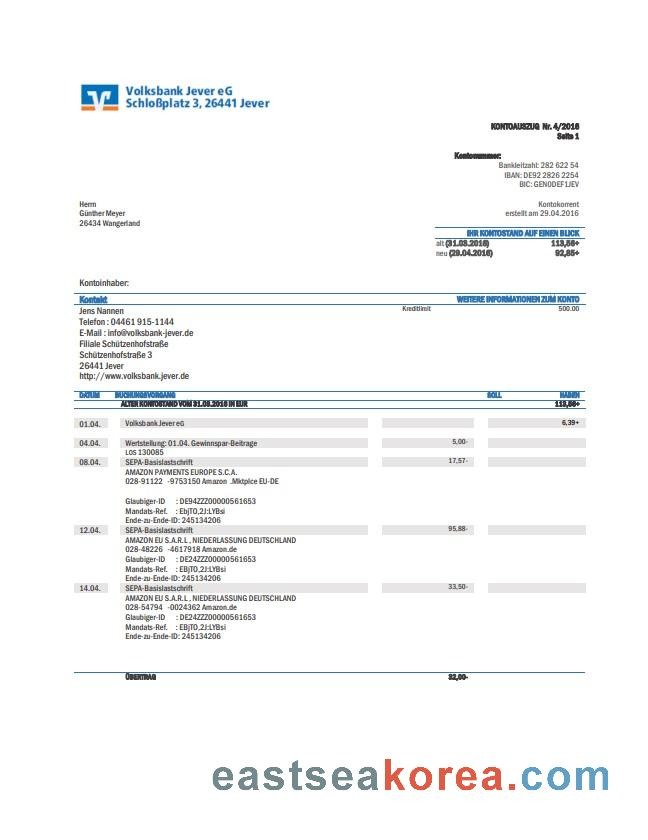 Volksbank Jever eG
Schloßplatz 3, 26441 Jever
KONTOAUSZUG Nr. 4/2016
Seite 1
Kontonummer:
Bankleitzahl: 282 622 54
IBAN: DE92 2826 2254
BIC: GENODEF1JEV
Herrn
Günther Meyer
26434 Wangerland
Kontokorrent
erstellt am 29.04.2016
IHR KONTOSTAND AUF EINEN BLICK
alt (31.03.2016) 113,56+
neu (29.04.2016) 92,85+
Kontoinhaber:
Kontakt WEITERE INFORMATIONEN ZUM KONTO
Jens Nannen Kreditlimit 500.00
Telefon : 04461 915-1144
E-Mail : info@volksbank-jever.de
Filiale Schützenhofstraße
Schützenhofstraße 3
26441 Jever
http://www.volksbank.jever.de
DATUM BUCHUNGSVORGANG SOLL HABEN
ALTER KONTOSTAND VOM 31.03.2016 IN EUR 113,56+
01.04. Volksbank Jever eG 6,39+
04.04. Wertstellung: 01.04. Gewinnspar-Beitrage 5,00-
LOS 130085
08.04. SEPA-Basislastschrift 17,57-
AMAZON PAYMENTS EUROPE S.C.A.
028-91122 -9753150 Amazon .Mktplce EU-DE
Glaubiger-ID : DE94ZZZ00000561653
Mandats-Ref. : EbjTO,2J:LYBsi
Ende-zu-Ende-ID: 245134206
12.04. SEPA-Basislastschrift 95,88-
AMAZON EU S.A.R.L , NIEDERLASSUNG DEUTSCHLAND
028-48226 -4617918 Amazon.de
Glaubiger-ID : DE24ZZZ00000561653
Mandats-Ref. : EBjTO,2J:LYBsi
Ende-zu-Ende-ID: 245134206
14.04. SEPA-Basislastschrift 33,50-
AMAZON EU S.A.R.L , NIEDERLASSUNG DEUTSCHLAND
028-54794 -0024362 Amazon.de
Glaubiger-ID : DE24ZZZ00000561653
Mandats-Ref. : EBjTO,2J:LYBsi
Ende-zu-Ende-ID: 245134206
ÜBERTRAG 32,00-
eastseakorea.com